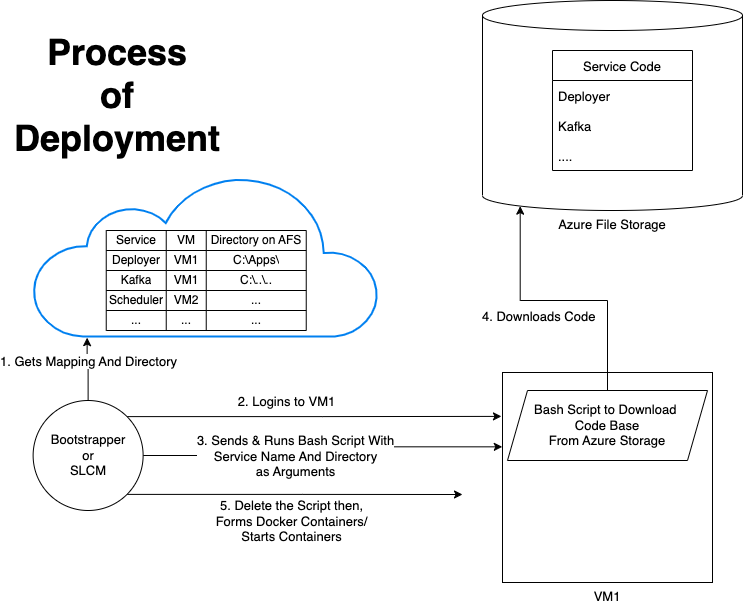 Process
of
Deployment
Service Code
Deployer
Kafka
....
Azure File Storage
Service VM Directory on AFS
Deployer VM1 C:\Apps\
Kafka VM1 C:\..\..
Scheduler VM2 ...
... ... ...
1. Gets Mapping And Directory
4. Downloads Code
2. Logins to VM1
Bootstrapper
or
SLCM
3. Sends & Runs Bash Script With
Service Name And Directory
as Arguments
Bash Script to Download
Code Base
From Azure Storage
5. Delete the Script then,
Forms Docker Containers/
Starts Containers
VM1